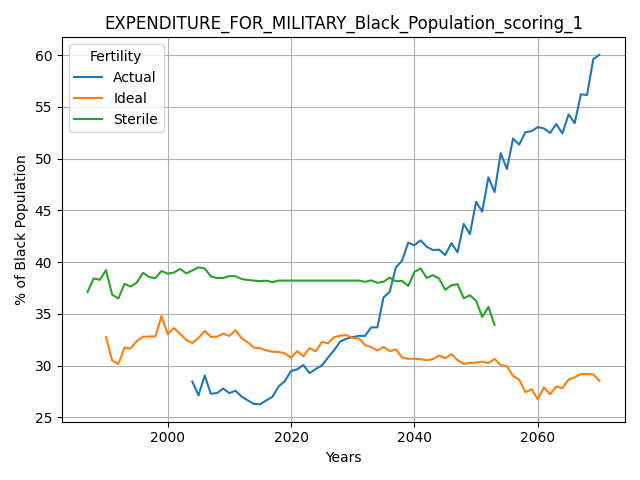 EXPENDITURE_FOR_MILITARY_Black_Population_scoring_1
Fertility
Actual
Ideal
Sterile
% of Black Population
60
55
50
45
40
35
30
25
2000
2020
2040
2060
Years